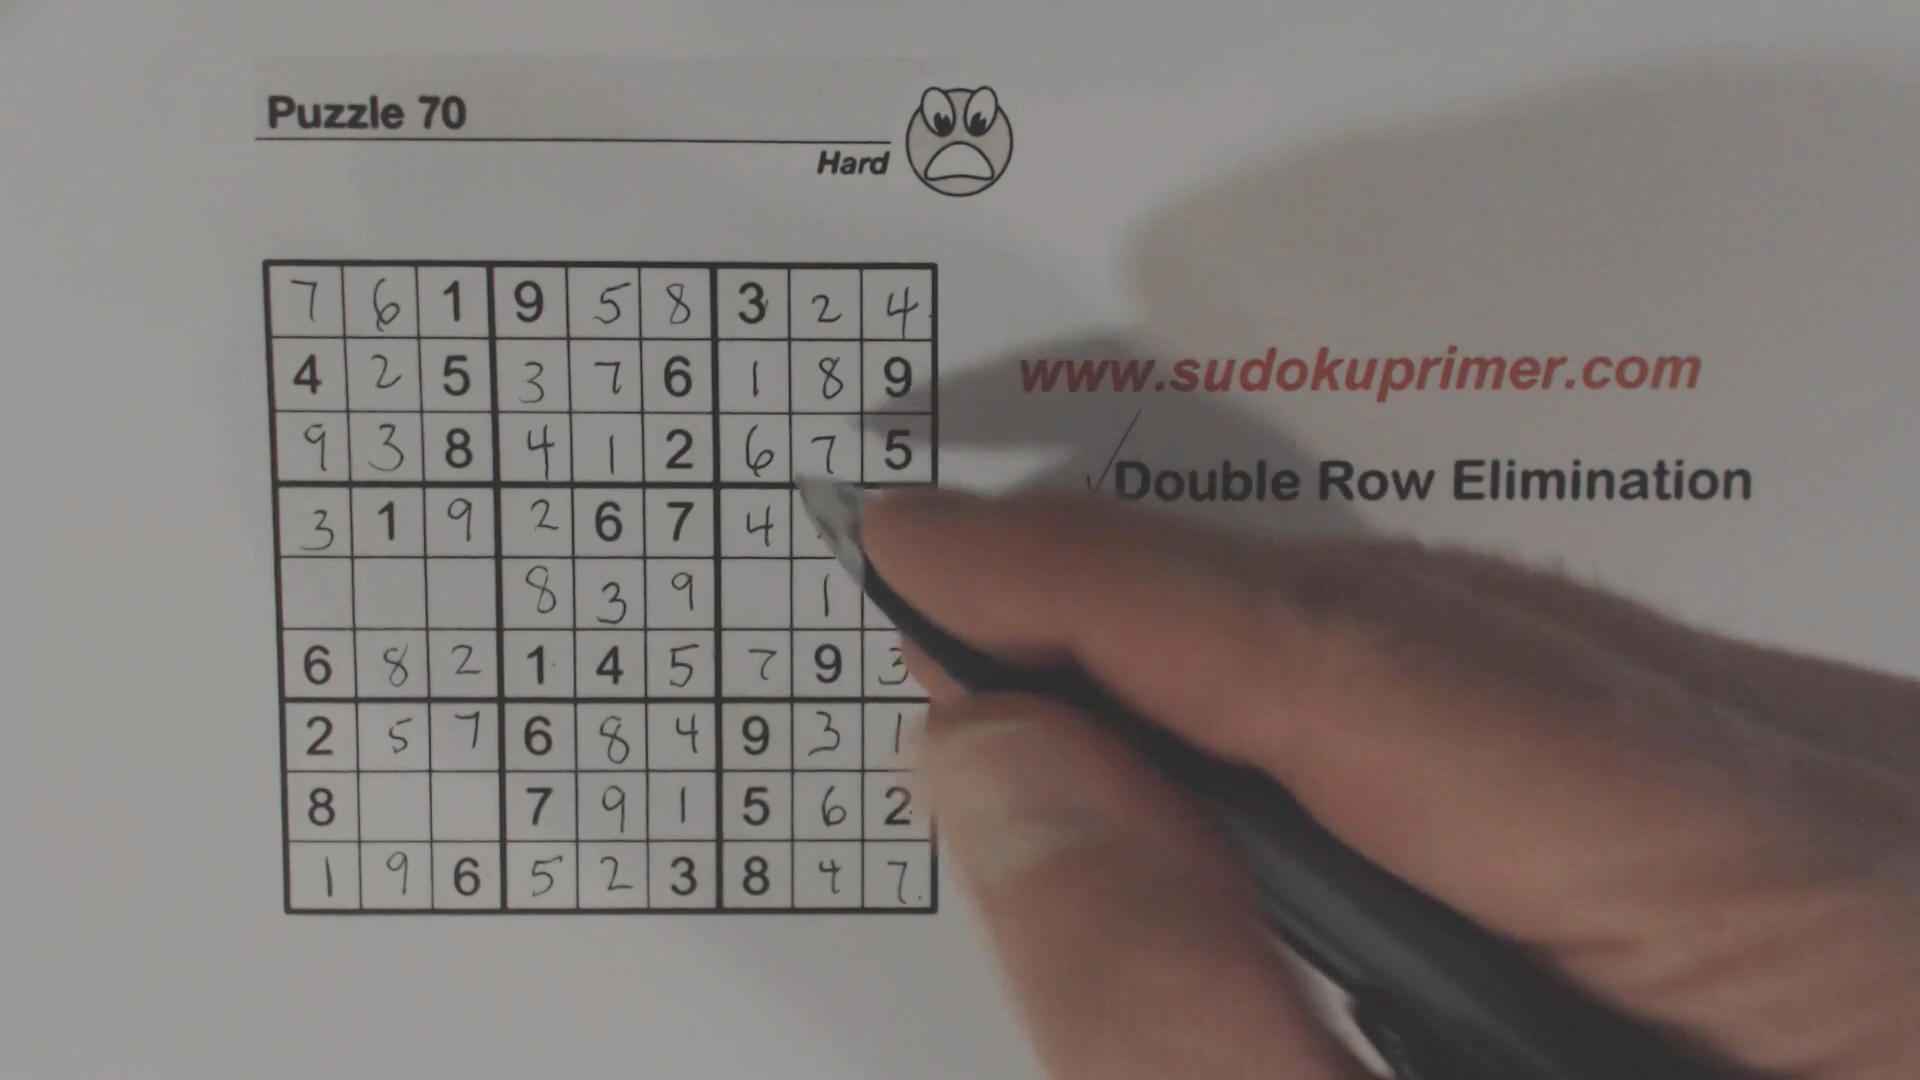 Puzzle 70
Hard
7 6 1 9 5 8 3 2 4
4 2 5 3 7 6 1 8 9
9 3 8 4 1 2 6 7 5
3 1 9 2 6 7 4
8 3 9 1
6 8 2 1 4 5 7 9 3
2 5 7 6 8 4 9 3 1
8 7 9 1 5 6 2
1 9 6 5 2 3 8 4 7
www.sudokuprimer.com
✓Double Row Elimination